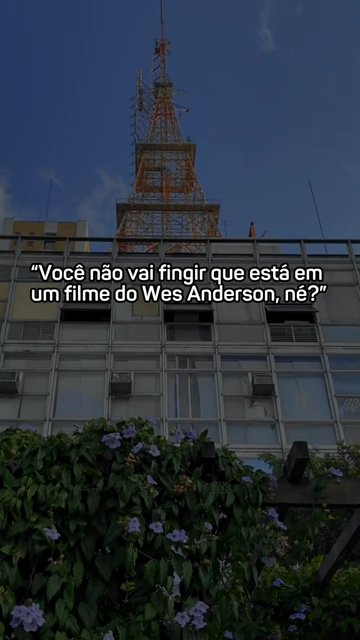 “Você não vai fingir que está em
um filme do Wes Anderson, né?”